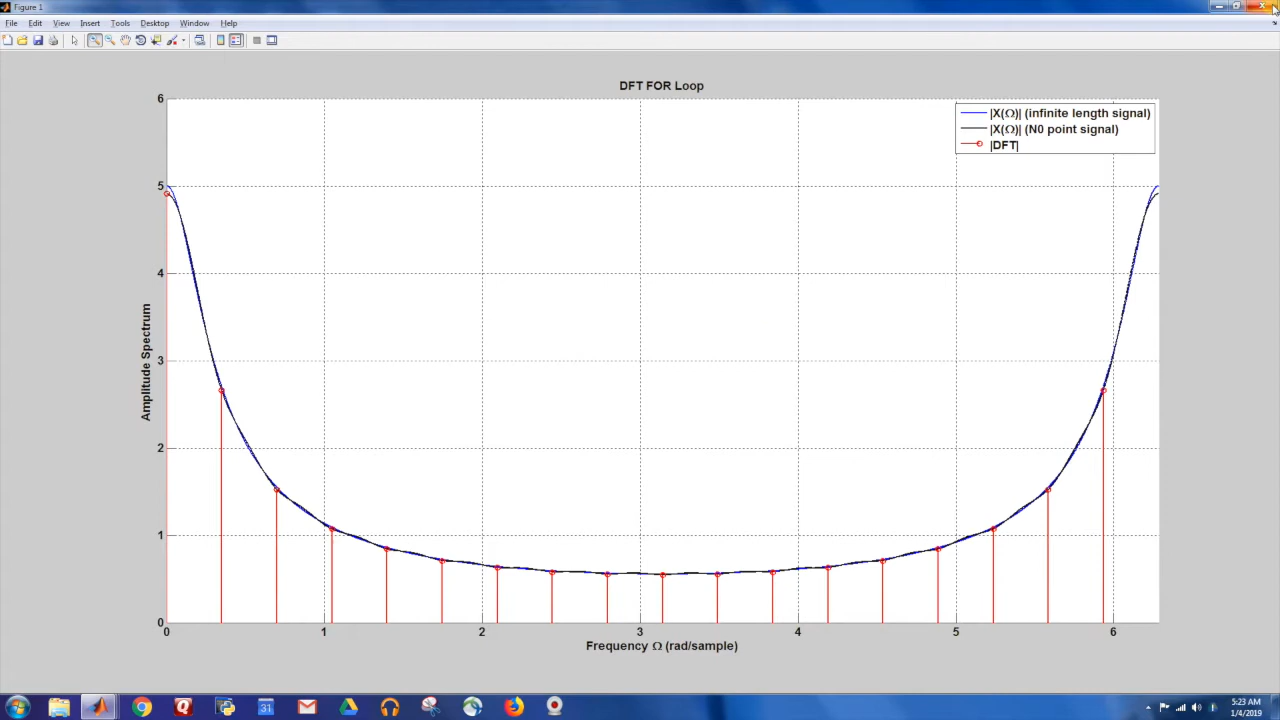 Figure 1
File Edit View Insert Tools Desktop Window Help
DFT FOR Loop
|X(Ω)| (infinite length signal)
|X(Ω)| (N0 point signal)
|DFT|
Amplitude Spectrum
6
5
4
3
2
1
0
0 1 2 3 4 5 6
Frequency Ω (rad/sample)
31
5:23 AM
1/4/2019